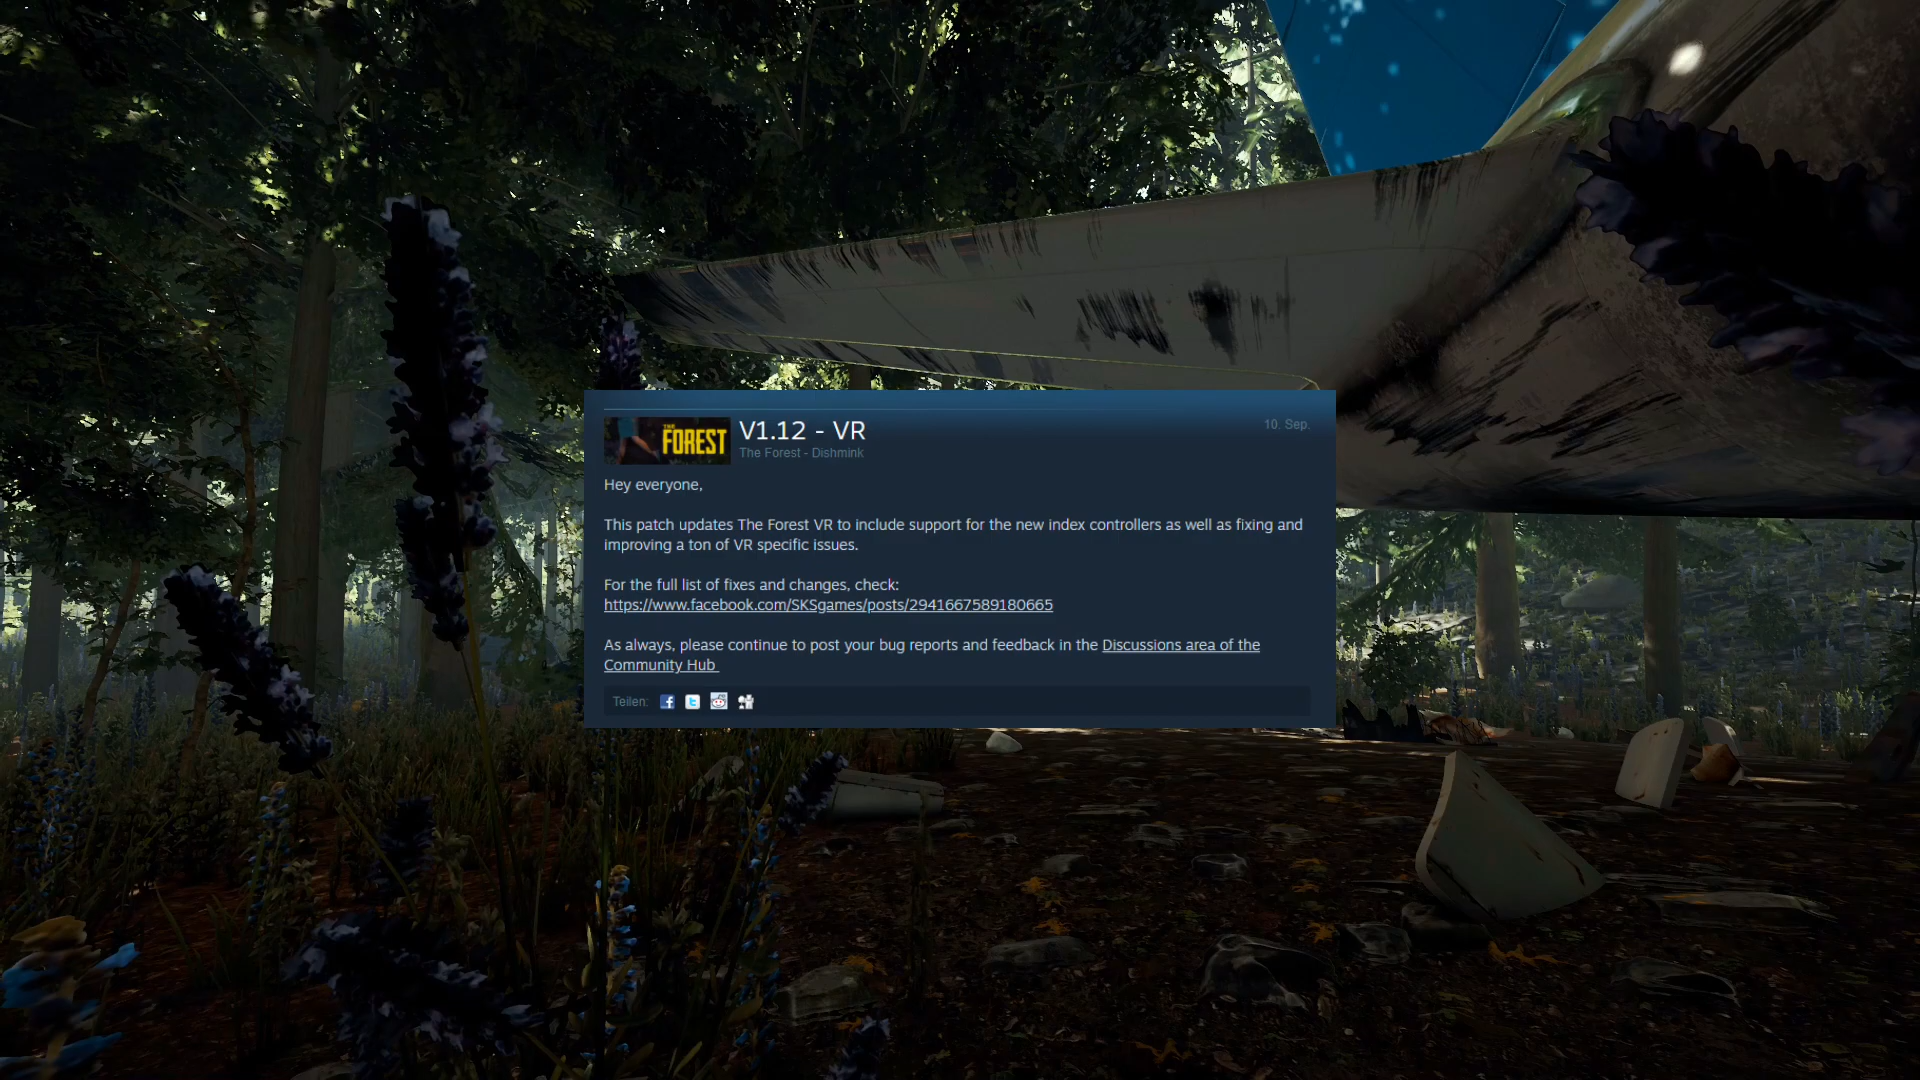 THE
FOREST
V1.12 - VR
10. Sep.
The Forest - Dishmink
Hey everyone,
This patch updates The Forest VR to include support for the new index controllers as well as fixing and
improving a ton of VR specific issues.
For the full list of fixes and changes, check:
https://www.facebook.com/SKSgames/posts/2941667589180665
As always, please continue to post your bug reports and feedback in the Discussions area of the
Community Hub
Teilen: